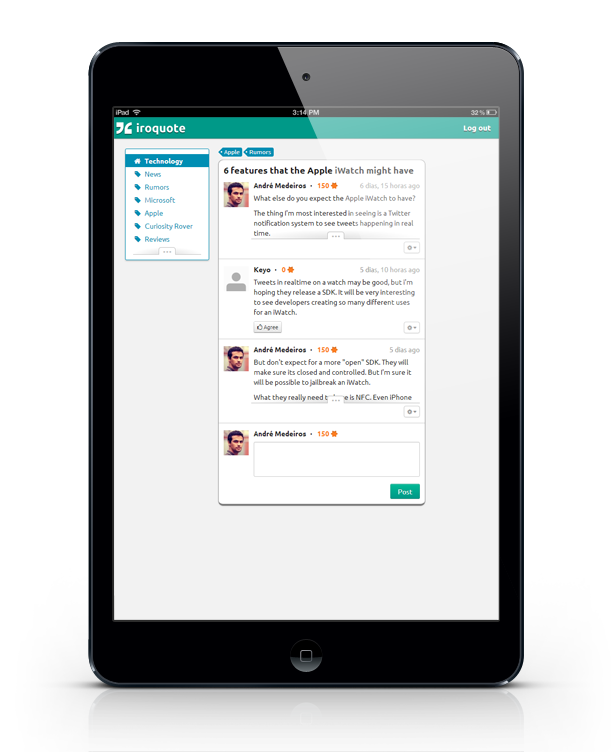 iPad 3:14 PM 32 %
iroquote Log out
Technology
News
Rumors
Microsoft
Apple
Curiosity Rover
Reviews
...
Apple Rumors
6 features that the Apple iWatch might have
André Medeiros • 150 6 dias, 15 horas ago
What else do you expect the Apple iWatch to have?
The thing I'm most interested in seeing is a Twitter
notification system to see tweets happening in real
time.
...
Keyo • 0 5 dias, 10 horas ago
Tweets in realtime on a watch may be good, but I'm
hoping they release a SDK. It will be very interesting
to see developers creating so many different uses
for an iWatch.
Agree
André Medeiros • 150 5 dias ago
But don't expect for a more "open" SDK. They will
make sure its closed and controlled. But I'm sure it
will be possible to jailbreak an iWatch.
What they really need is NFC. Even iPhone
...
André Medeiros • 150
Post